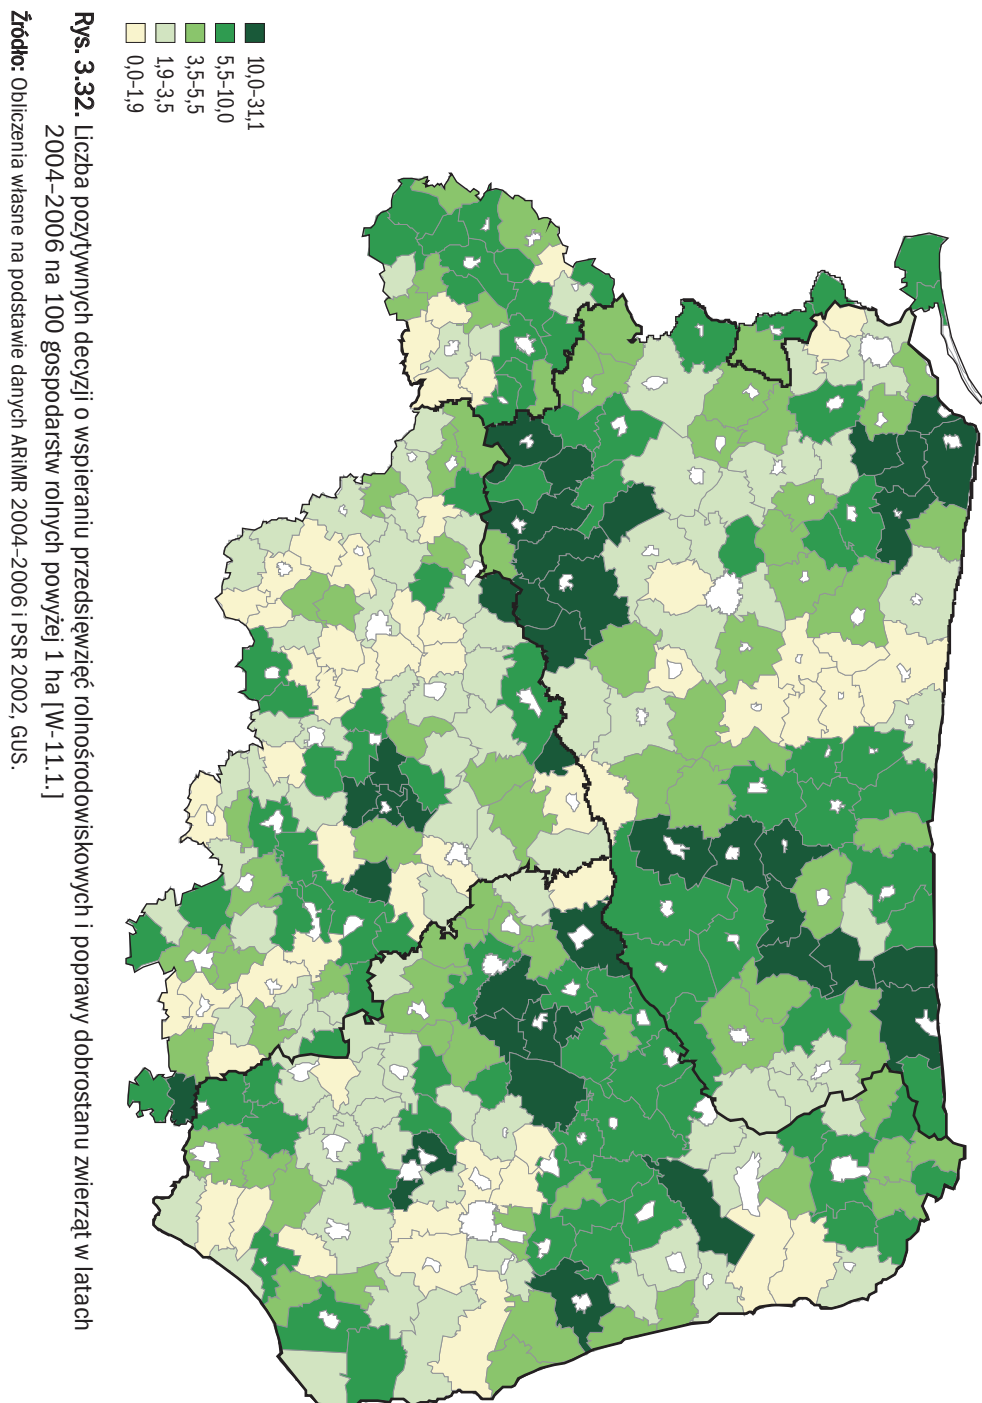 10,0–31,1
5,5–10,0
3,5–5,5
1,9–3,5
0,0–1,9
Rys. 3.32. Liczba pozytywnych decyzji o wspieraniu przedsięwzięć rolnośrodowiskowych i poprawy dobrostanu zwierząt w latach
2004–2006 na 100 gospodarstw rolnych powyżej 1 ha [W-11.1.]
Źródło: Obliczenia własne na podstawie danych ARiMR 2004–2006 i PSR 2002, GUS.